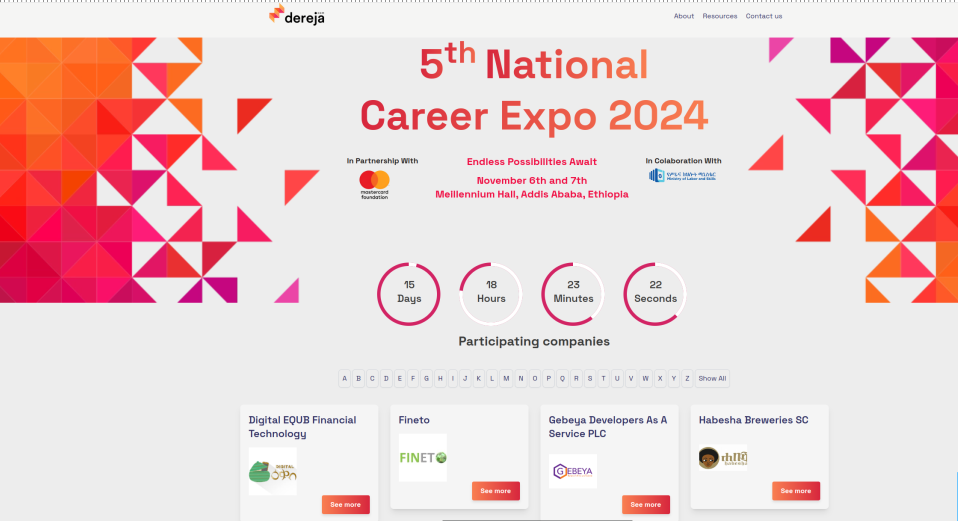 dereja
About Resources Contact us
5th National
Career Expo 2024
In Partnership With
mastercard
foundation
Endless Possibilities Await
November 6th and 7th
Meillennium Hall, Addis Ababa, Ethiopia
In Colaboration With
Ministry of Labor and Skills
15
Days
18
Hours
23
Minutes
22
Seconds
Participating companies
A B C D E F G H I J K L M N O P Q R S T U V W X Y Z Show All
Digital EQUB Financial
Technology
DIGITAL
See more
Fineto
FINETO
See more
Gebeya Developers As A
Service PLC
GEBEYA
See more
Habesha Breweries SC
See more